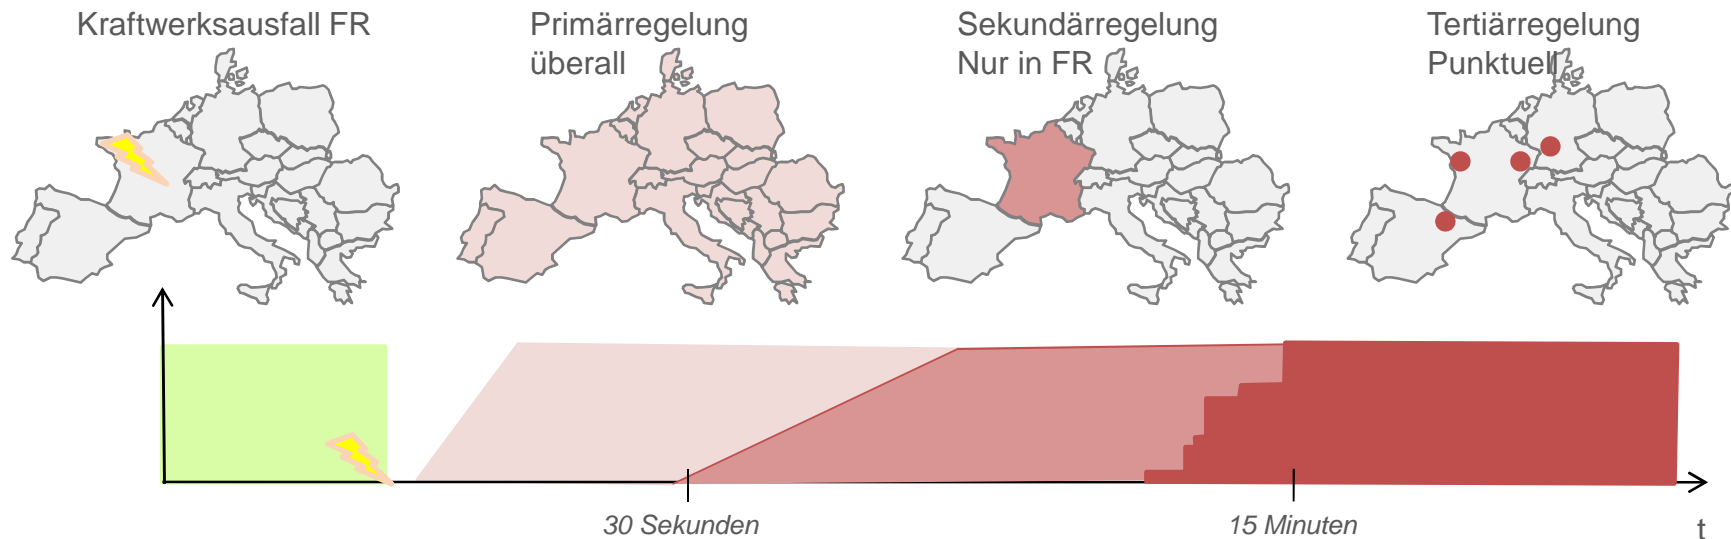 Kraftwerksausfall FR
Primärregelung
überall
Sekundärregelung
Nur in FR
Tertiärregelung
Punktuell
30 Sekunden
15 Minuten
t